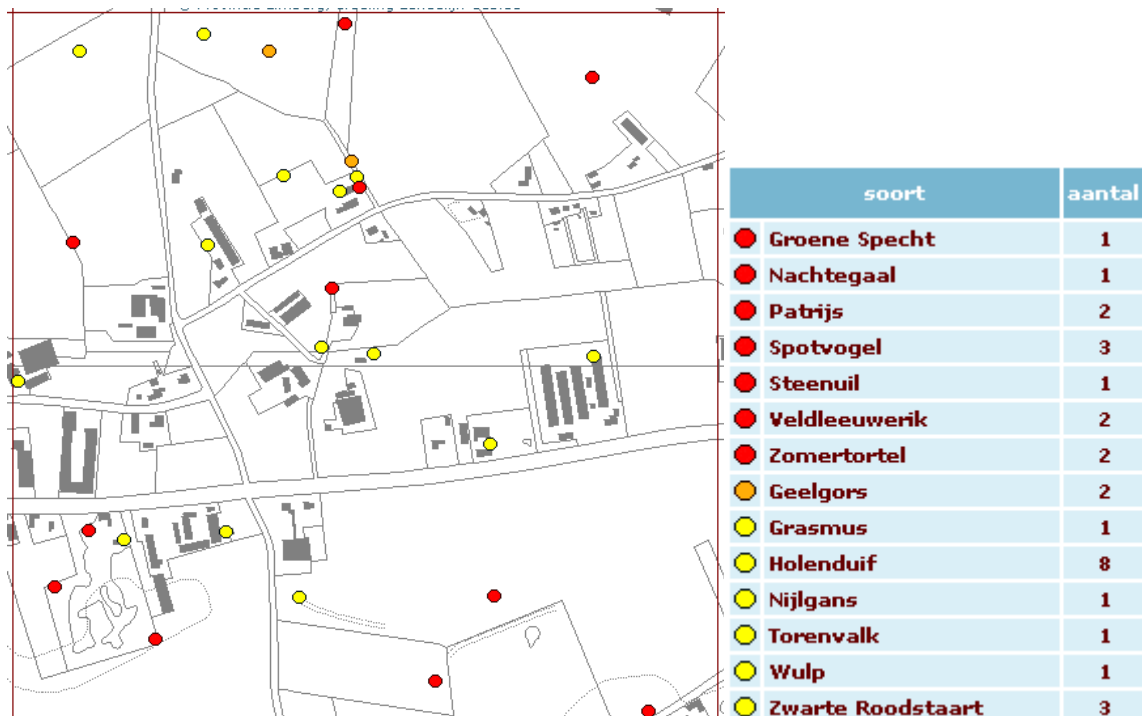 soort aantal
Groene Specht 1
Nachtegaal 1
Patrijs 2
Spotvogel 3
Steenuil 1
Veldleeuwerik 2
Zomertortel 2
Geelgors 2
Grasmus 1
Holenduif 8
Nijlgans 1
Torenvalk 1
Wulp 1
Zwarte Roodstaart 3